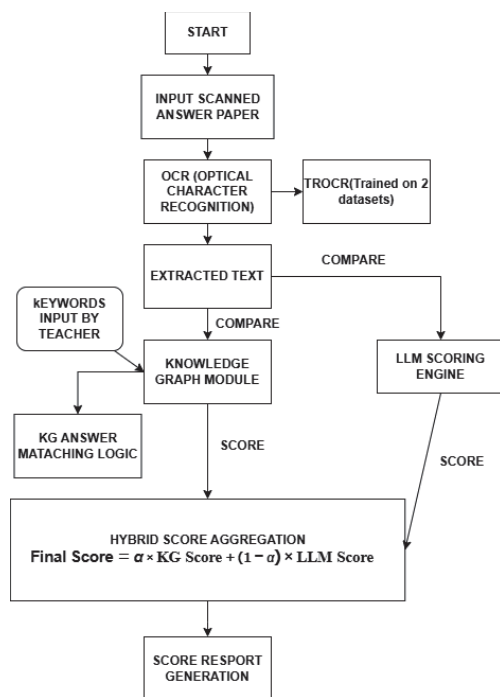 START
INPUT SCANNED
ANSWER PAPER
OCR (OPTICAL
CHARACTER
RECOGNITION)
TROCR(Trained on 2
datasets)
EXTRACTED TEXT
COMPARE
kEYWORDS
INPUT BY
TEACHER
COMPARE
KNOWLEDGE
GRAPH MODULE
LLM SCORING
ENGINE
KG ANSWER
MATACHING LOGIC
SCORE
SCORE
HYBRID SCORE AGGREGATION
Final Score = α × KG Score + (1 − α) × LLM Score
SCORE RESPORT
GENERATION